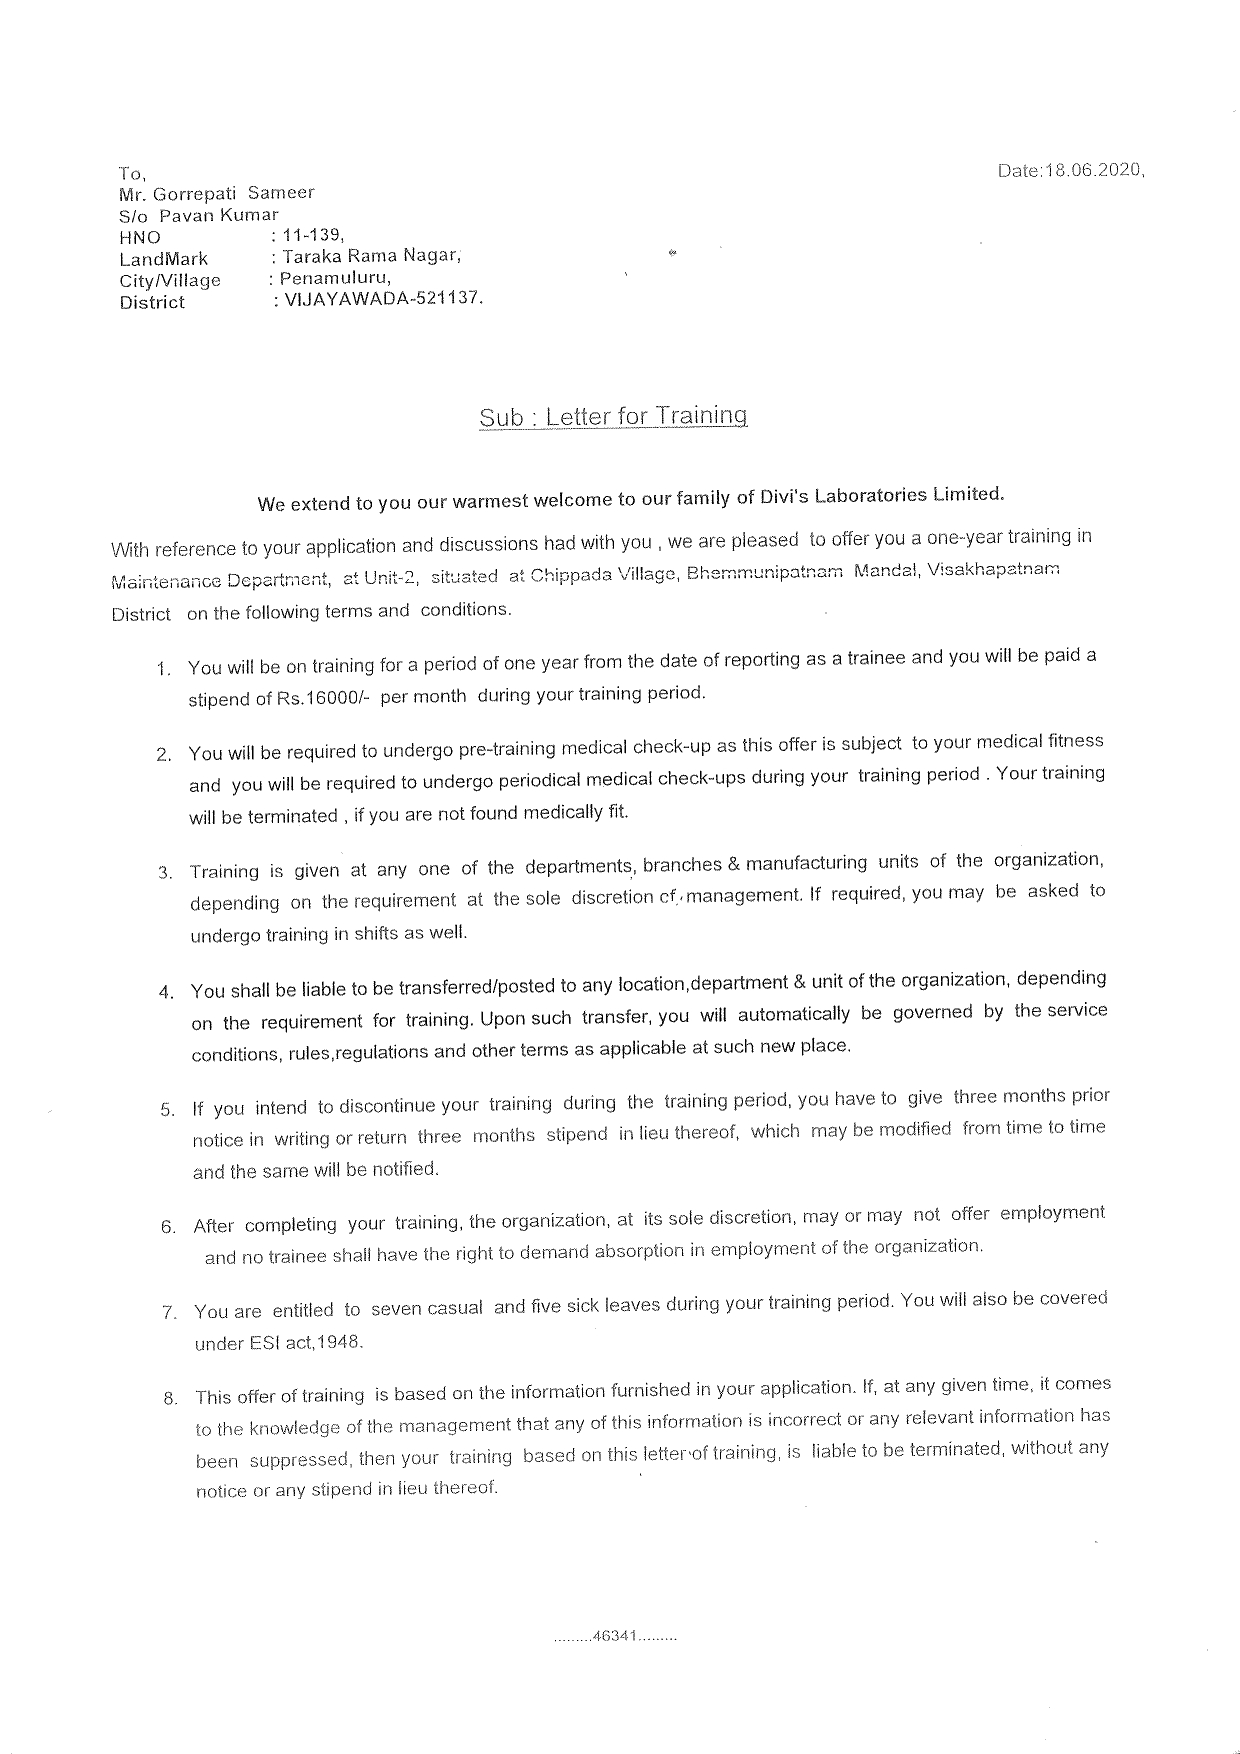 To,
Date:18.06.2020,
Mr. Gorrepati Sameer
S/o Pavan Kumar
HNO : 11-139,
LandMark : Taraka Rama Nagar,
City/Village : Penamuluru,
District : VIJAYAWADA-521137.
Sub : Letter for Training
We extend to you our warmest welcome to our family of Divi's Laboratories Limited.
With reference to your application and discussions had with you , we are pleased to offer you a one-year training in
Maintenance Department, at Unit-2, situated at Chippada Village, Bhemmunipatnam Mandal, Visakhapatnam
District on the following terms and conditions.
1. You will be on training for a period of one year from the date of reporting as a trainee and you will be paid a
stipend of Rs.16000/- per month during your training period.
2. You will be required to undergo pre-training medical check-up as this offer is subject to your medical fitness
and you will be required to undergo periodical medical check-ups during your training period . Your training
will be terminated , if you are not found medically fit.
3. Training is given at any one of the departments, branches & manufacturing units of the organization,
depending on the requirement at the sole discretion of management. If required, you may be asked to
undergo training in shifts as well.
4. You shall be liable to be transferred/posted to any location,department & unit of the organization, depending
on the requirement for training. Upon such transfer, you will automatically be governed by the service
conditions, rules,regulations and other terms as applicable at such new place.
5. If you intend to discontinue your training during the training period, you have to give three months prior
notice in writing or return three months stipend in lieu thereof, which may be modified from time to time
and the same will be notified.
6. After completing your training, the organization, at its sole discretion, may or may not offer employment
and no trainee shall have the right to demand absorption in employment of the organization.
7. You are entitled to seven casual and five sick leaves during your training period. You will also be covered
under ESI act,1948.
8. This offer of training is based on the information furnished in your application. If, at any given time, it comes
to the knowledge of the management that any of this information is incorrect or any relevant information has
been suppressed, then your training based on this letter of training, is liable to be terminated, without any
notice or any stipend in lieu thereof.
.........46341.........